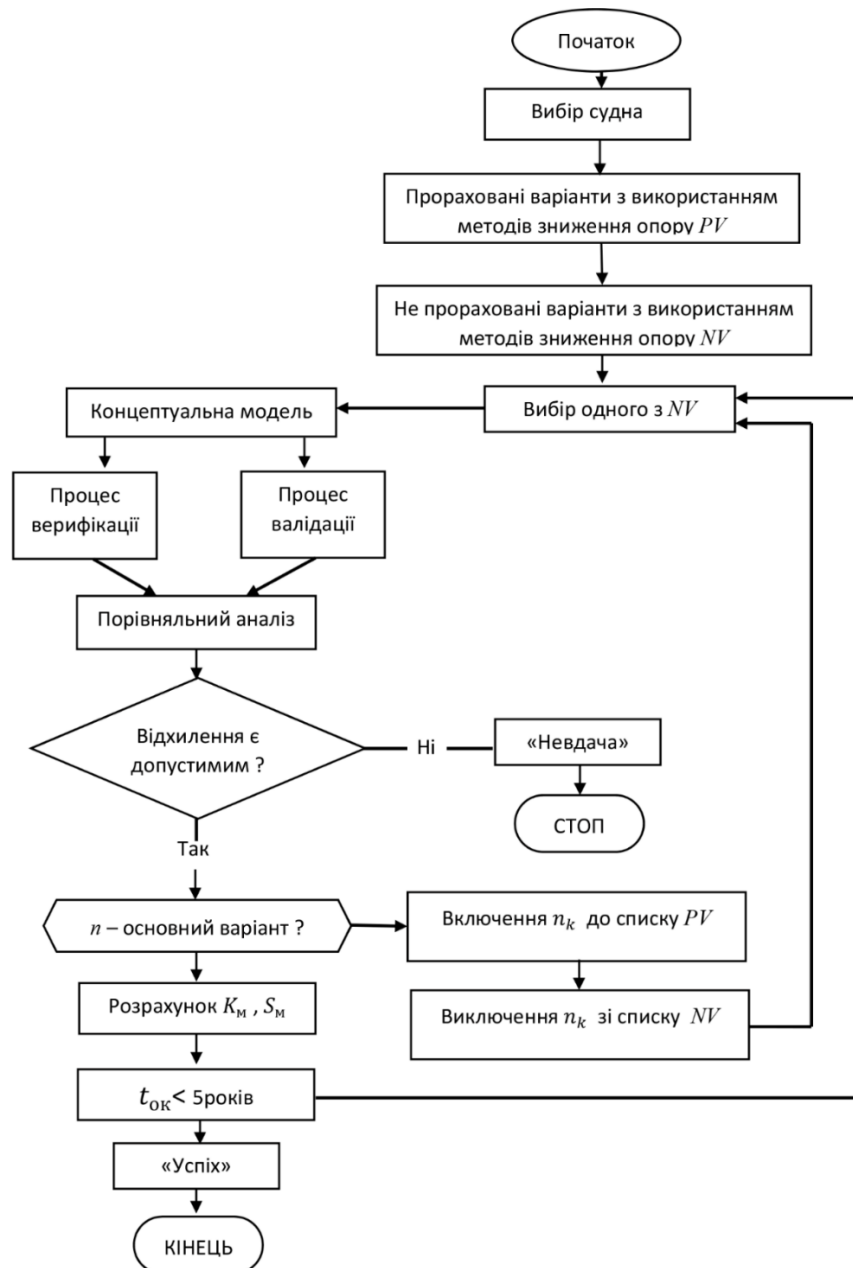 Початок
Вибір судна
Прораховані варіанти з використанням
методів зниження опору PV
Не прораховані варіанти з використанням
методів зниження опору NV
Вибір одного з NV
Концептуальна модель
Процес
верифікації
Процес
валідації
Порівняльний аналіз
Відхилення є
допустимим ?
Ні
«Невдача»
СТОП
Так
n – основний варіант ?
Включення nₖ до списку PV
Виключення nₖ зі списку NV
Розрахунок Kм , Sм
tок< 5років
«Успіх»
КІНЕЦЬ